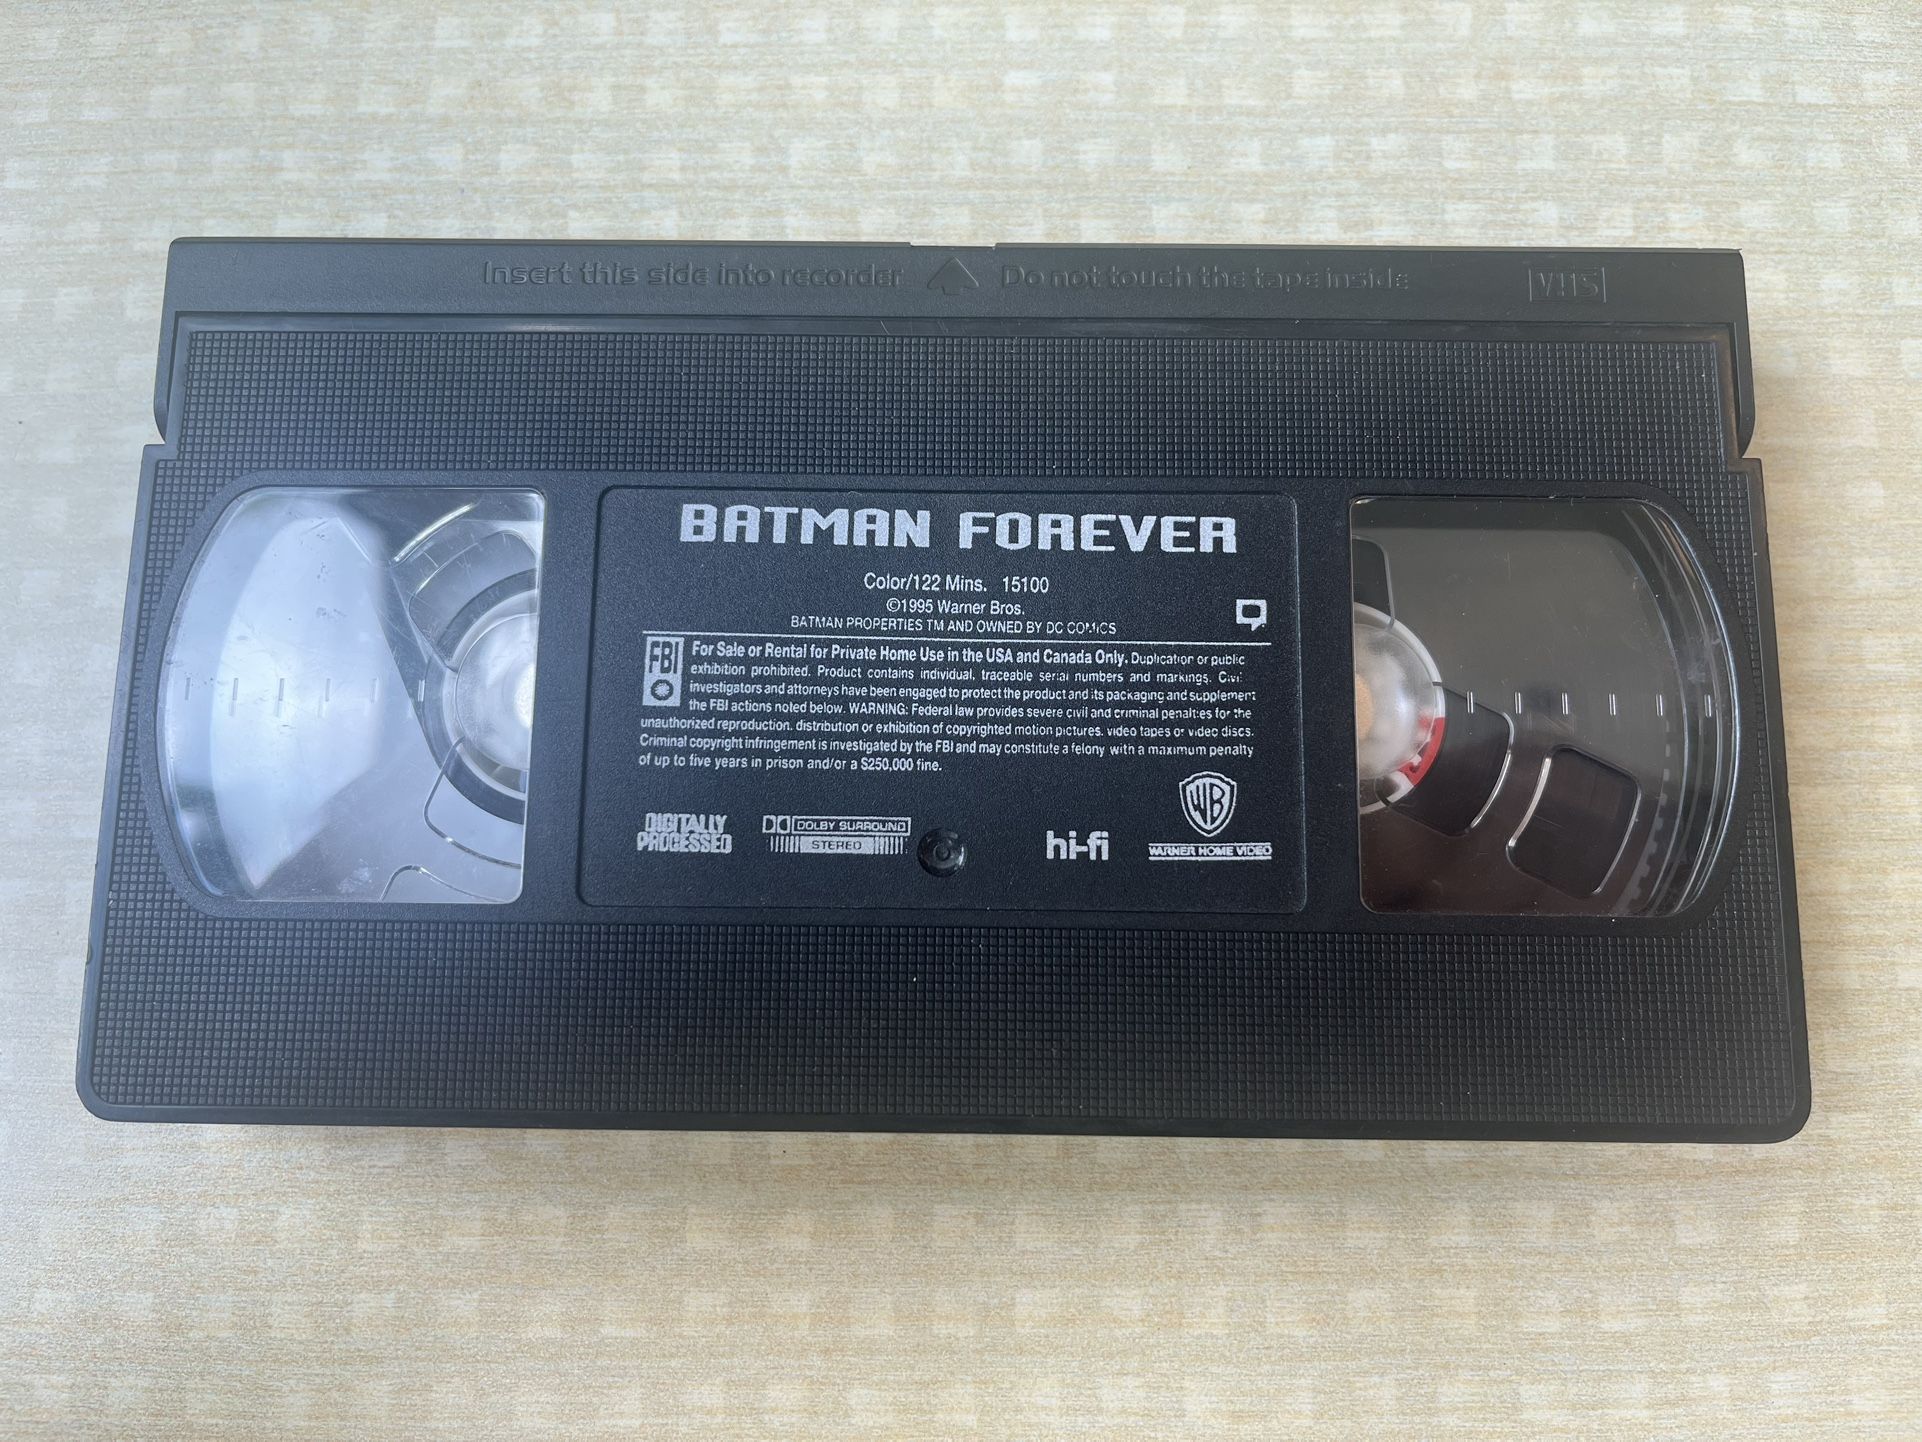 Insert this side into recorder Do not touch the tape inside VHS
BATMAN FOREVER
Color/122 Mins. 15100
©1995 Warner Bros.
BATMAN PROPERTIES TM AND OWNED BY DC COMICS
FBI For Sale or Rental for Private Home Use in the USA and Canada Only. Duplication or public
exhibition prohibited. Product contains individual, traceable serial numbers and markings. Civil
investigators and attorneys have been engaged to protect the product and its packaging and supplement
the FBI actions noted below. WARNING: Federal law provides severe civil and criminal penalties for the
unauthorized reproduction, distribution or exhibition of copyrighted motion pictures, video tapes or video discs.
Criminal copyright infringement is investigated by the FBI and may constitute a felony with a maximum penalty
of up to five years in prison and/or a $250,000 fine.
DIGITALLY
PROCESSED
DOLBY SURROUND
STEREO
hi-fi
WB
WARNER HOME VIDEO